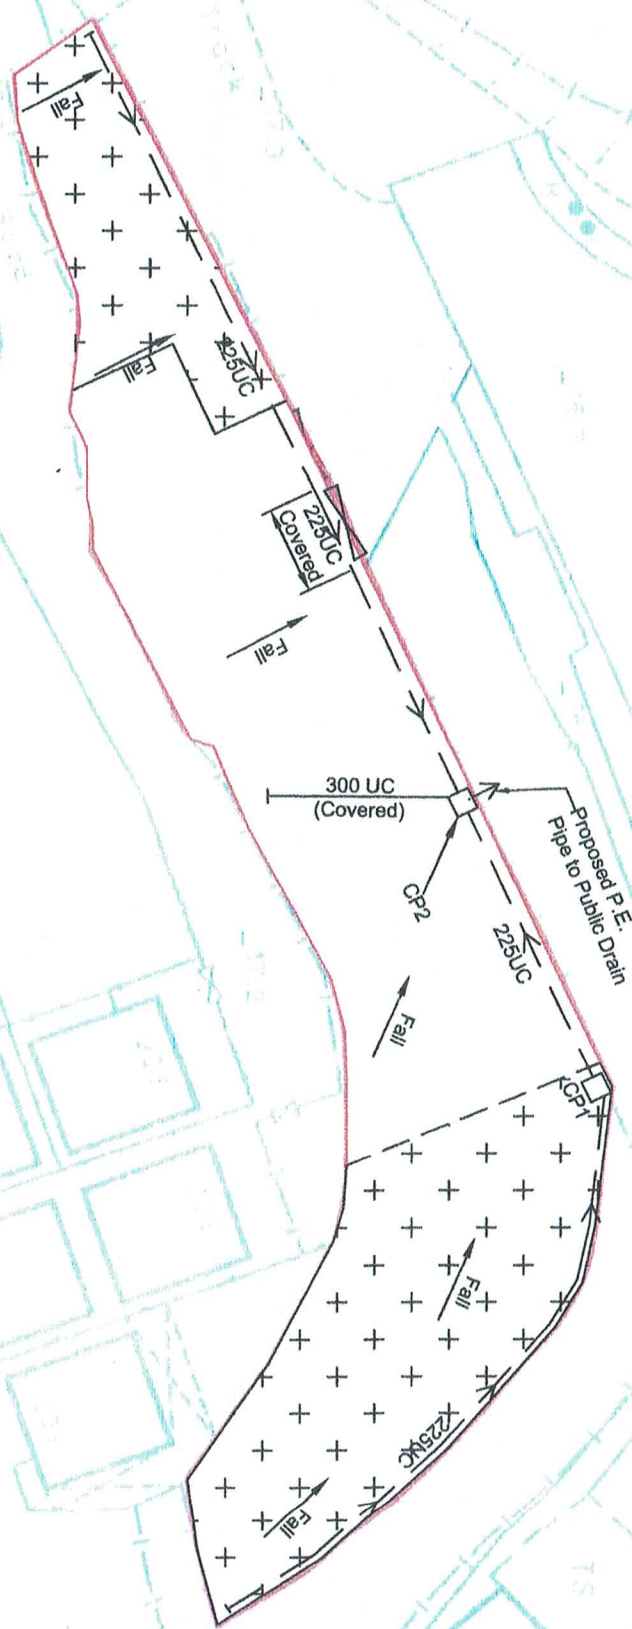 Fall
225UC
Fall
225UC
Covered
Fall
300 UC
(Covered)
Proposed P.E.
Pipe to Public Drain
CP2
225UC
Fall
CP1
Fall
225UC
Fall
TS